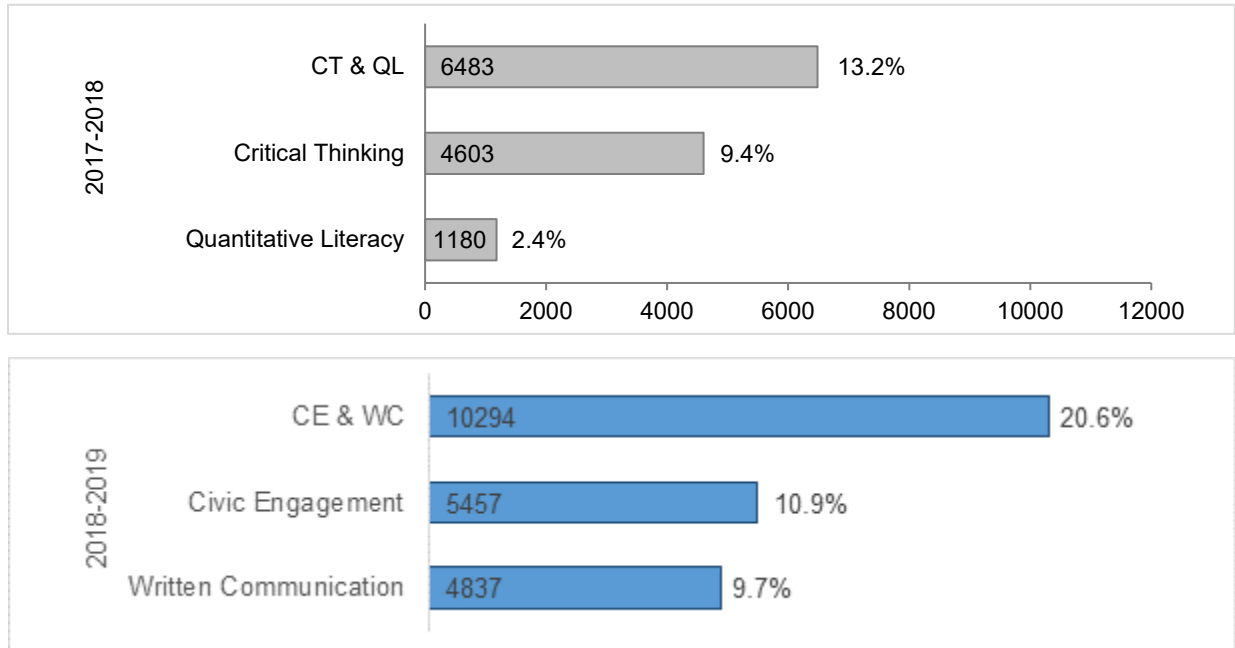 2017-2018
CT & QL 6483 13.2%
Critical Thinking 4603 9.4%
Quantitative Literacy 1180 2.4%
0 2000 4000 6000 8000 10000 12000
2018-2019
CE & WC 10294 20.6%
Civic Engagement 5457 10.9%
Written Communication 4837 9.7%